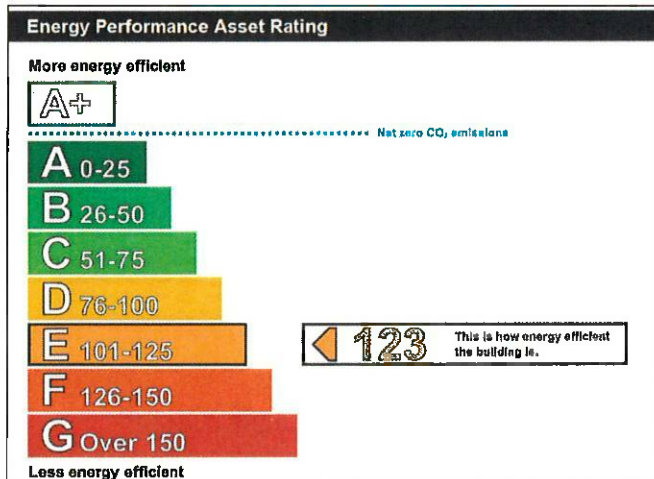 Energy Performance Asset Rating
More energy efficient
A+
Net zero CO₂ emissions
A 0-25
B 26-50
C 51-75
D 76-100
E 101-125
123 This is how energy efficient
the building is.
F 126-150
G Over 150
Less energy efficient